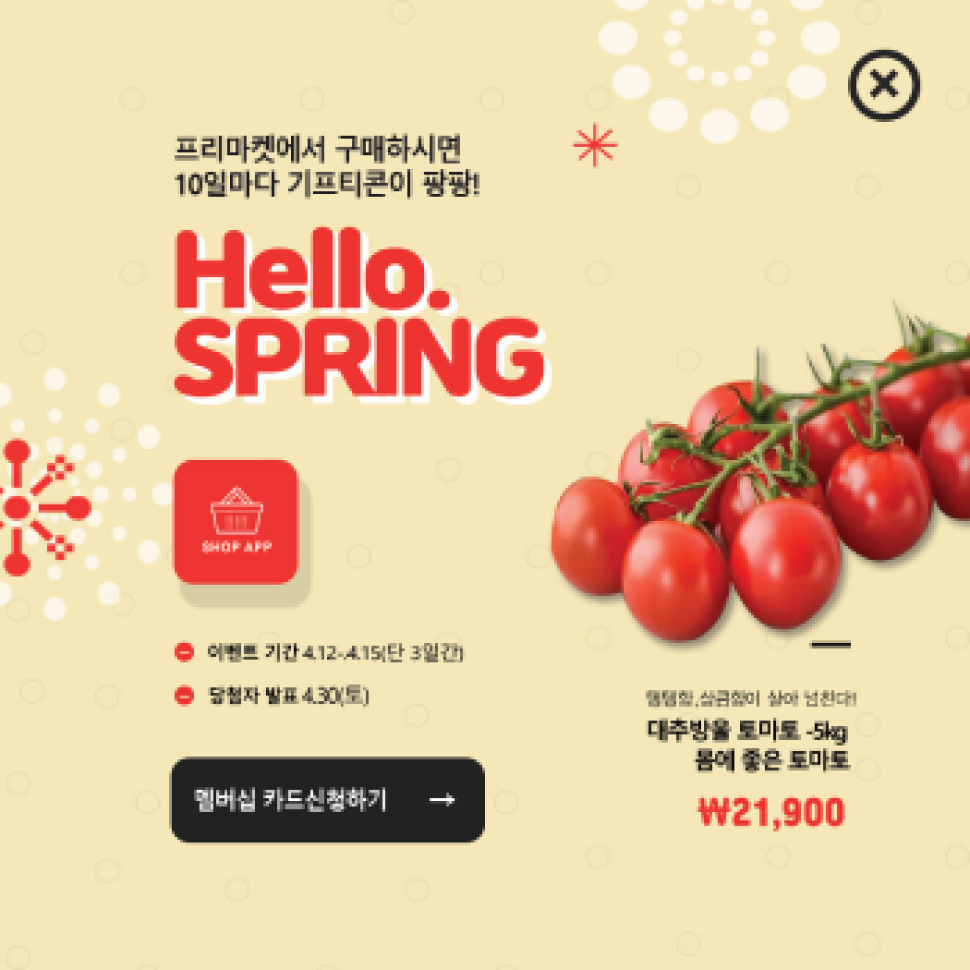 프리마켓에서 구매하시면
10일마다 기프티콘이 팡팡!
Hello.
SPRING
SHOP APP
이벤트 기간 4.12-.4.15(단 3일간)
당첨자 발표 4.30(토)
멤버십 카드신청하기
탱탱함,상큼함이 살아 넘친다!
대추방울 토마토 -5kg
몸에 좋은 토마토
₩21,900